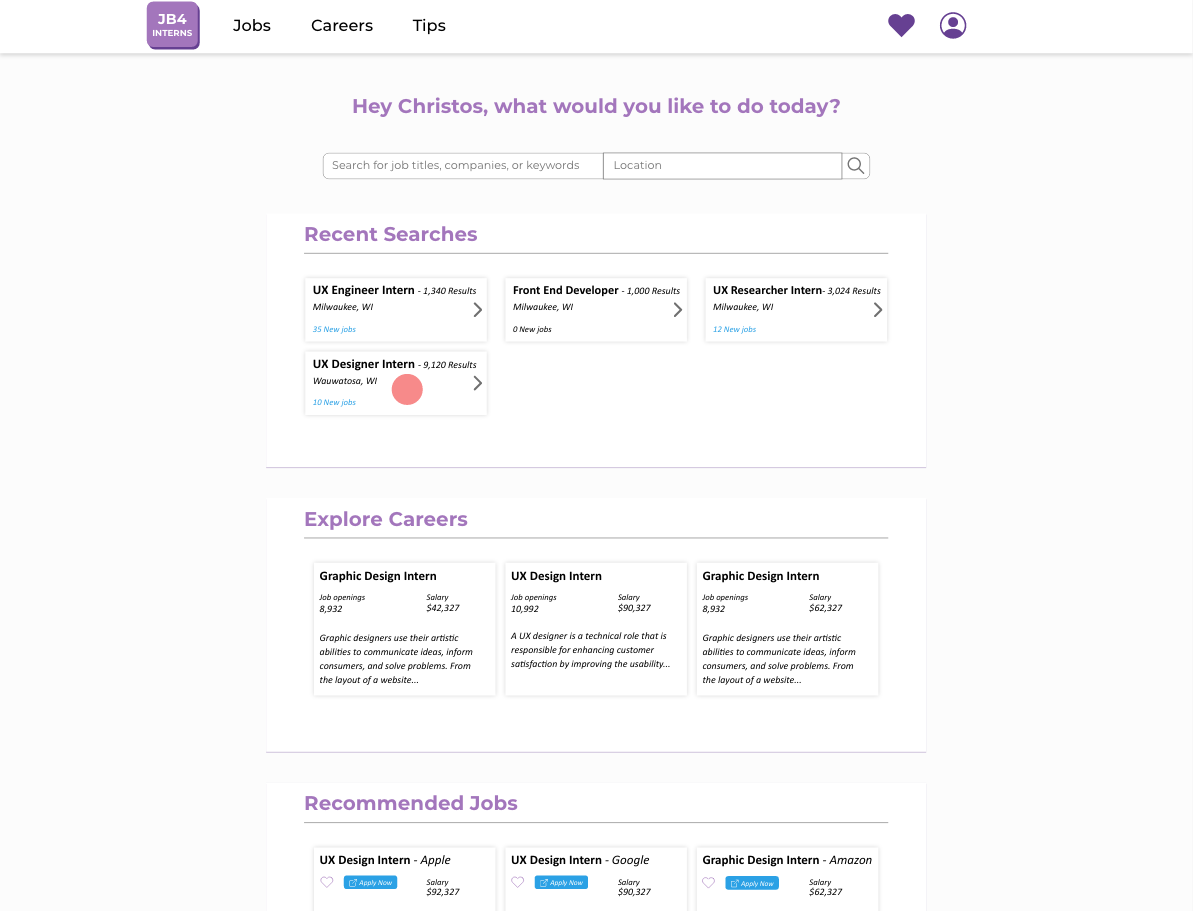 JB4
INTERNS
Jobs
Careers
Tips
Hey Christos, what would you like to do today?
Search for job titles, companies, or keywords
Location
Recent Searches
UX Engineer Intern - 1,340 Results
Milwaukee, WI
35 New jobs
Front End Developer - 1,000 Results
Milwaukee, WI
0 New jobs
UX Researcher Intern- 3,024 Results
Milwaukee, WI
12 New jobs
UX Designer Intern - 9,120 Results
Wauwatosa, WI
10 New jobs
Explore Careers
Graphic Design Intern
Job openings
8,932
Salary
$42,327
Graphic designers use their artistic
abilities to communicate ideas, inform
consumers, and solve problems. From
the layout of a website...
UX Design Intern
Job openings
10,992
Salary
$90,327
A UX designer is a technical role that is
responsible for enhancing customer
satisfaction by improving the usability...
Graphic Design Intern
Job openings
8,932
Salary
$62,327
Graphic designers use their artistic
abilities to communicate ideas, inform
consumers, and solve problems. From
the layout of a website...
Recommended Jobs
UX Design Intern - Apple
Apply Now
Salary
$92,327
UX Design Intern - Google
Apply Now
Salary
$90,327
Graphic Design Intern - Amazon
Apply Now
Salary
$62,327